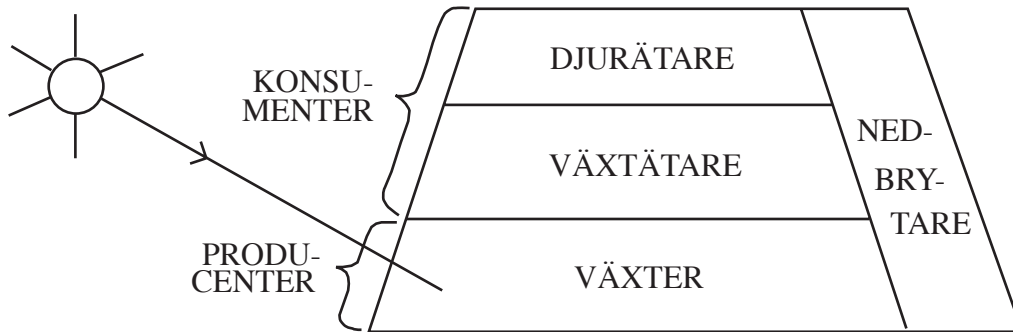 DJURÄTARE
KONSU-
MENTER
VÄXTÄTARE
NED-
BRY-
TARE
PRODU-
CENTER
VÄXTER